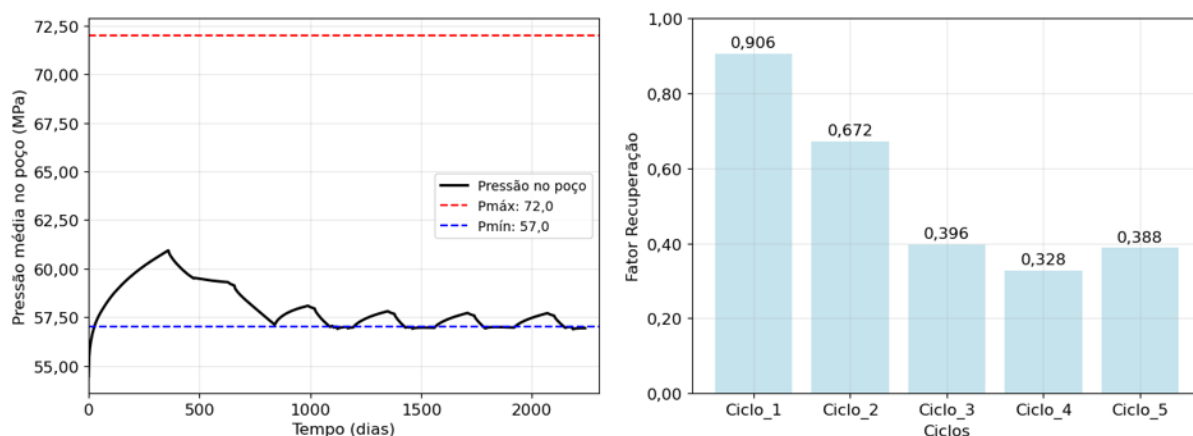 72,50
70,00
67,50
65,00
62,50
60,00
57,50
55,00
Pressão média no poço (MPa)
Pressão no poço
Pmáx: 72,0
Pmín: 57,0
0
500
1000
1500
2000
Tempo (dias)
1,00
0,80
0,60
0,40
0,20
0,00
Fator Recuperação
0,906
0,672
0,396
0,328
0,388
Ciclo_1
Ciclo_2
Ciclo_3
Ciclo_4
Ciclo_5
Ciclos